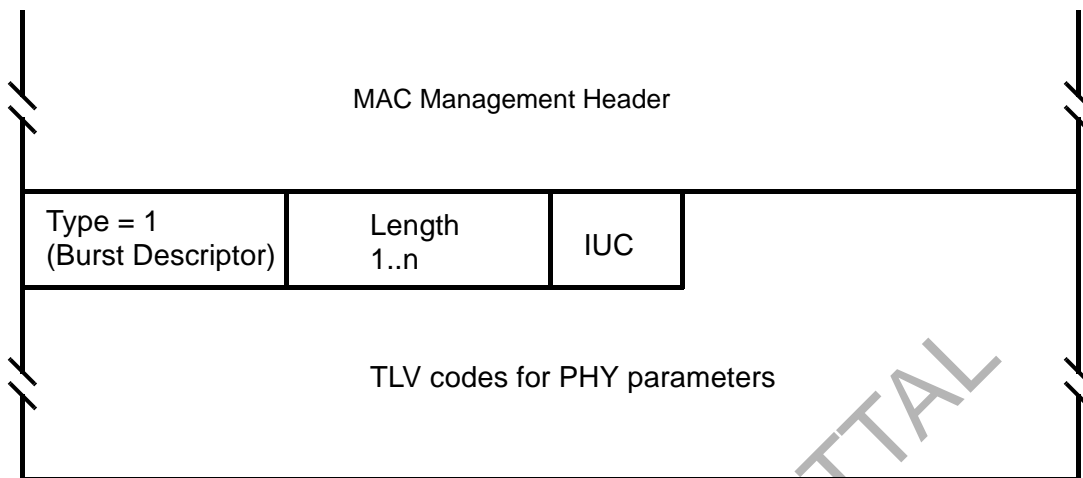 MAC Management Header
Type = 1
(Burst Descriptor)
Length
1..n
IUC
TLV codes for PHY parameters